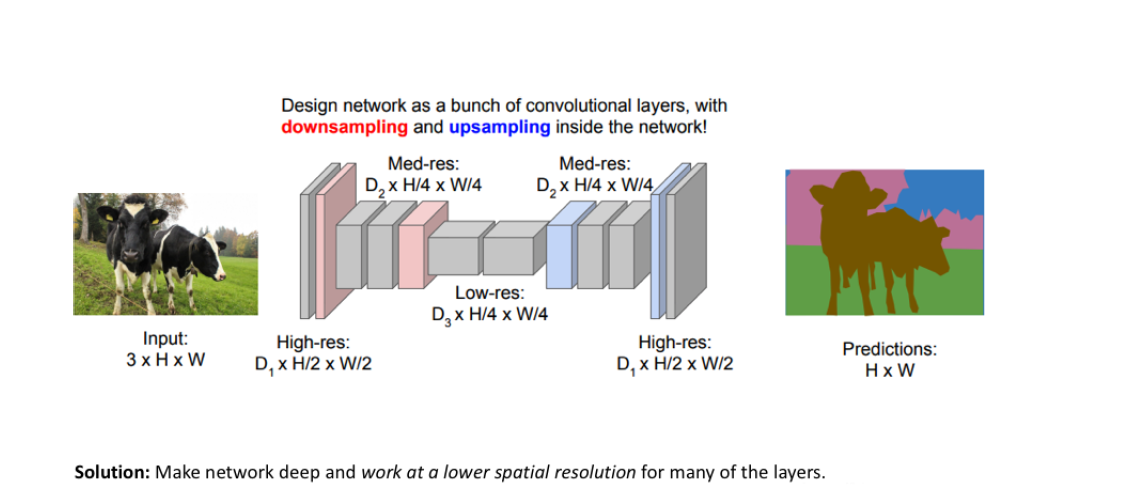 Design network as a bunch of convolutional layers, with
downsampling and upsampling inside the network!
Med-res:
D₂ x H/4 x W/4
Med-res:
D₂ x H/4 x W/4
Low-res:
D₃ x H/4 x W/4
Input:
3 x H x W
High-res:
D₁ x H/2 x W/2
High-res:
D₁ x H/2 x W/2
Predictions:
H x W
Solution: Make network deep and work at a lower spatial resolution for many of the layers.